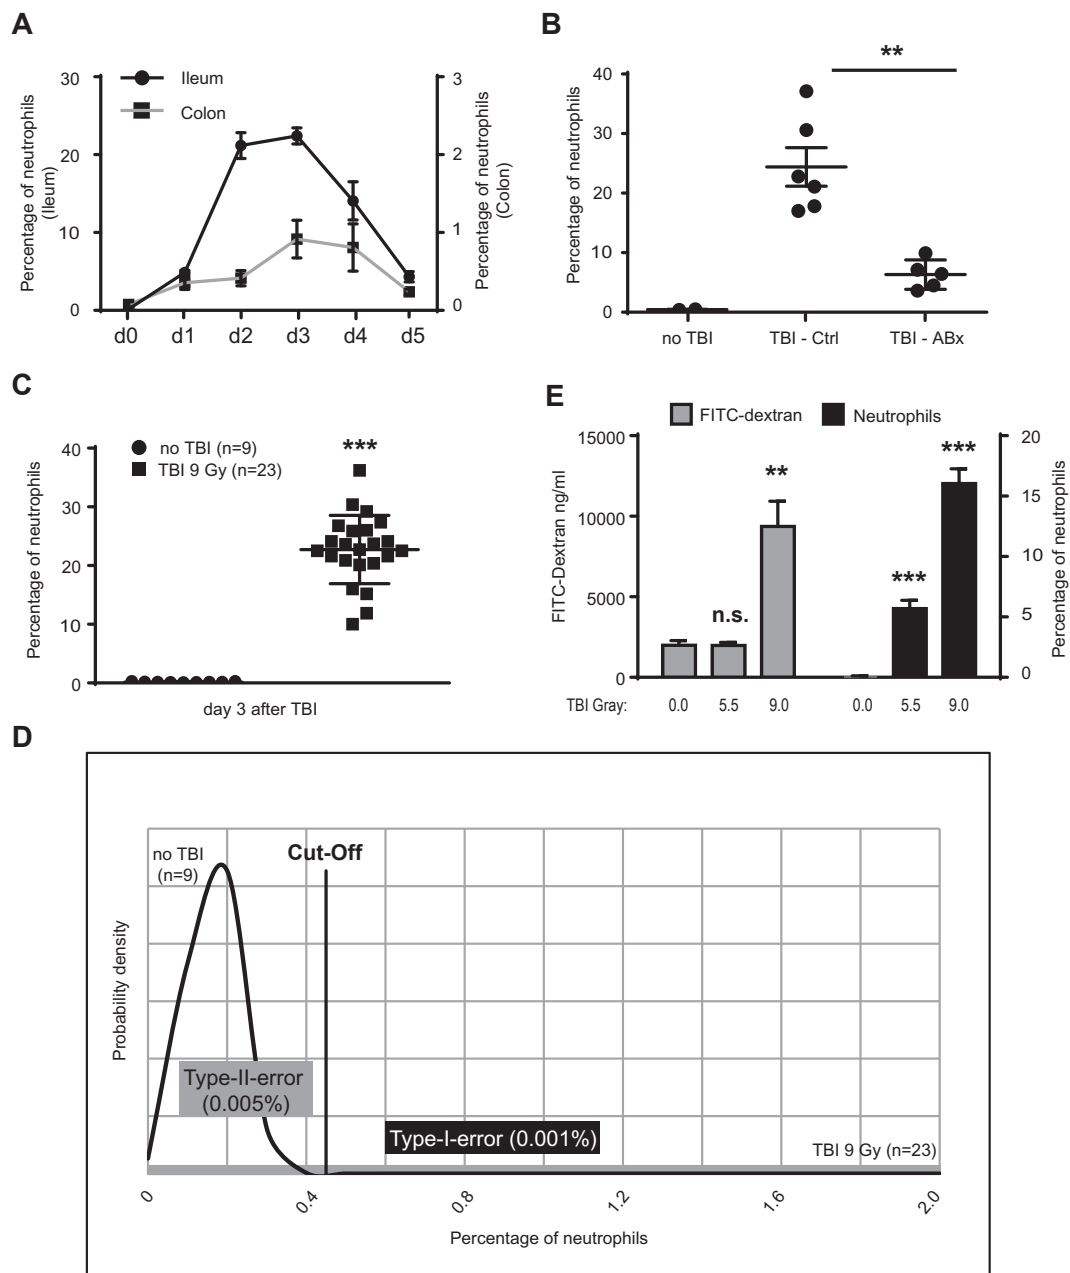 A
Percentage of neutrophils
(Ileum)
30
20
10
0
Ileum
Colon
3
2
1
0
Percentage of neutrophils
(Colon)
d0 d1 d2 d3 d4 d5
B
**
Percentage of neutrophils
40
30
20
10
0
no TBI TBI - Ctrl TBI - ABx
C
Percentage of neutrophils
40
30
20
10
0
no TBI (n=9)
TBI 9 Gy (n=23)
***
day 3 after TBI
E
FITC-dextran Neutrophils
FITC-Dextran ng/ml
15000
10000
5000
0
n.s.
**
***
***
20
15
10
5
0
Percentage of neutrophils
TBI Gray: 0.0 5.5 9.0 0.0 5.5 9.0
D
Probability density
no TBI
(n=9)
Cut-Off
Type-II-error
(0.005%)
Type-I-error (0.001%)
TBI 9 Gy (n=23)
0 0.4 0.8 1.2 1.6 2.0
Percentage of neutrophils